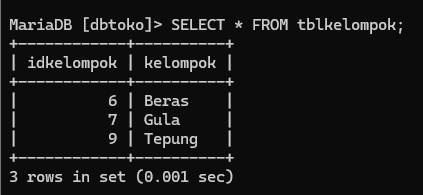 MariaDB [dbtoko]> SELECT * FROM tblkelompok;
+------------+----------+
| idkelompok | kelompok |
+------------+----------+
|          6 | Beras    |
|          7 | Gula     |
|          9 | Tepung   |
+------------+----------+
3 rows in set (0.001 sec)